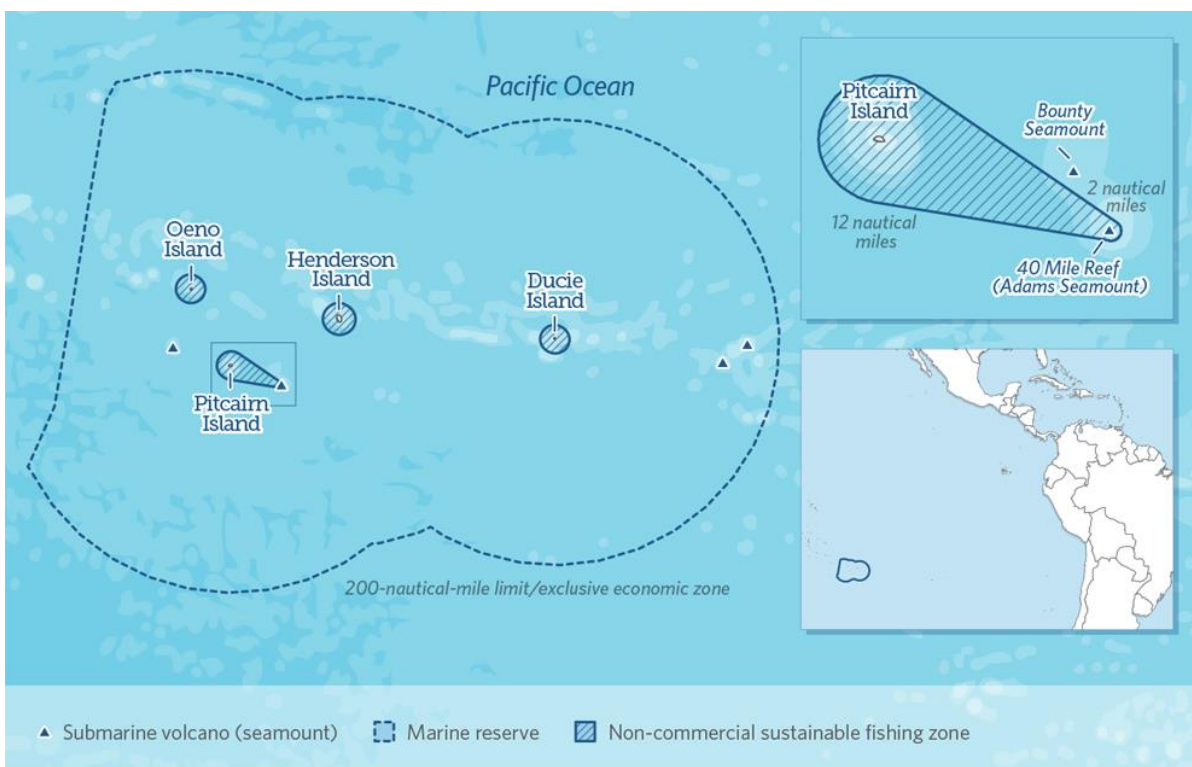 Pacific Ocean
Oeno
Island
Henderson
Island
Ducie
Island
Pitcairn
Island
200-nautical-mile limit/exclusive economic zone
Pitcairn
Island
Bounty
Seamount
2 nautical
miles
12 nautical
miles
40 Mile Reef
(Adams Seamount)
Submarine volcano (seamount)
Marine reserve
Non-commercial sustainable fishing zone